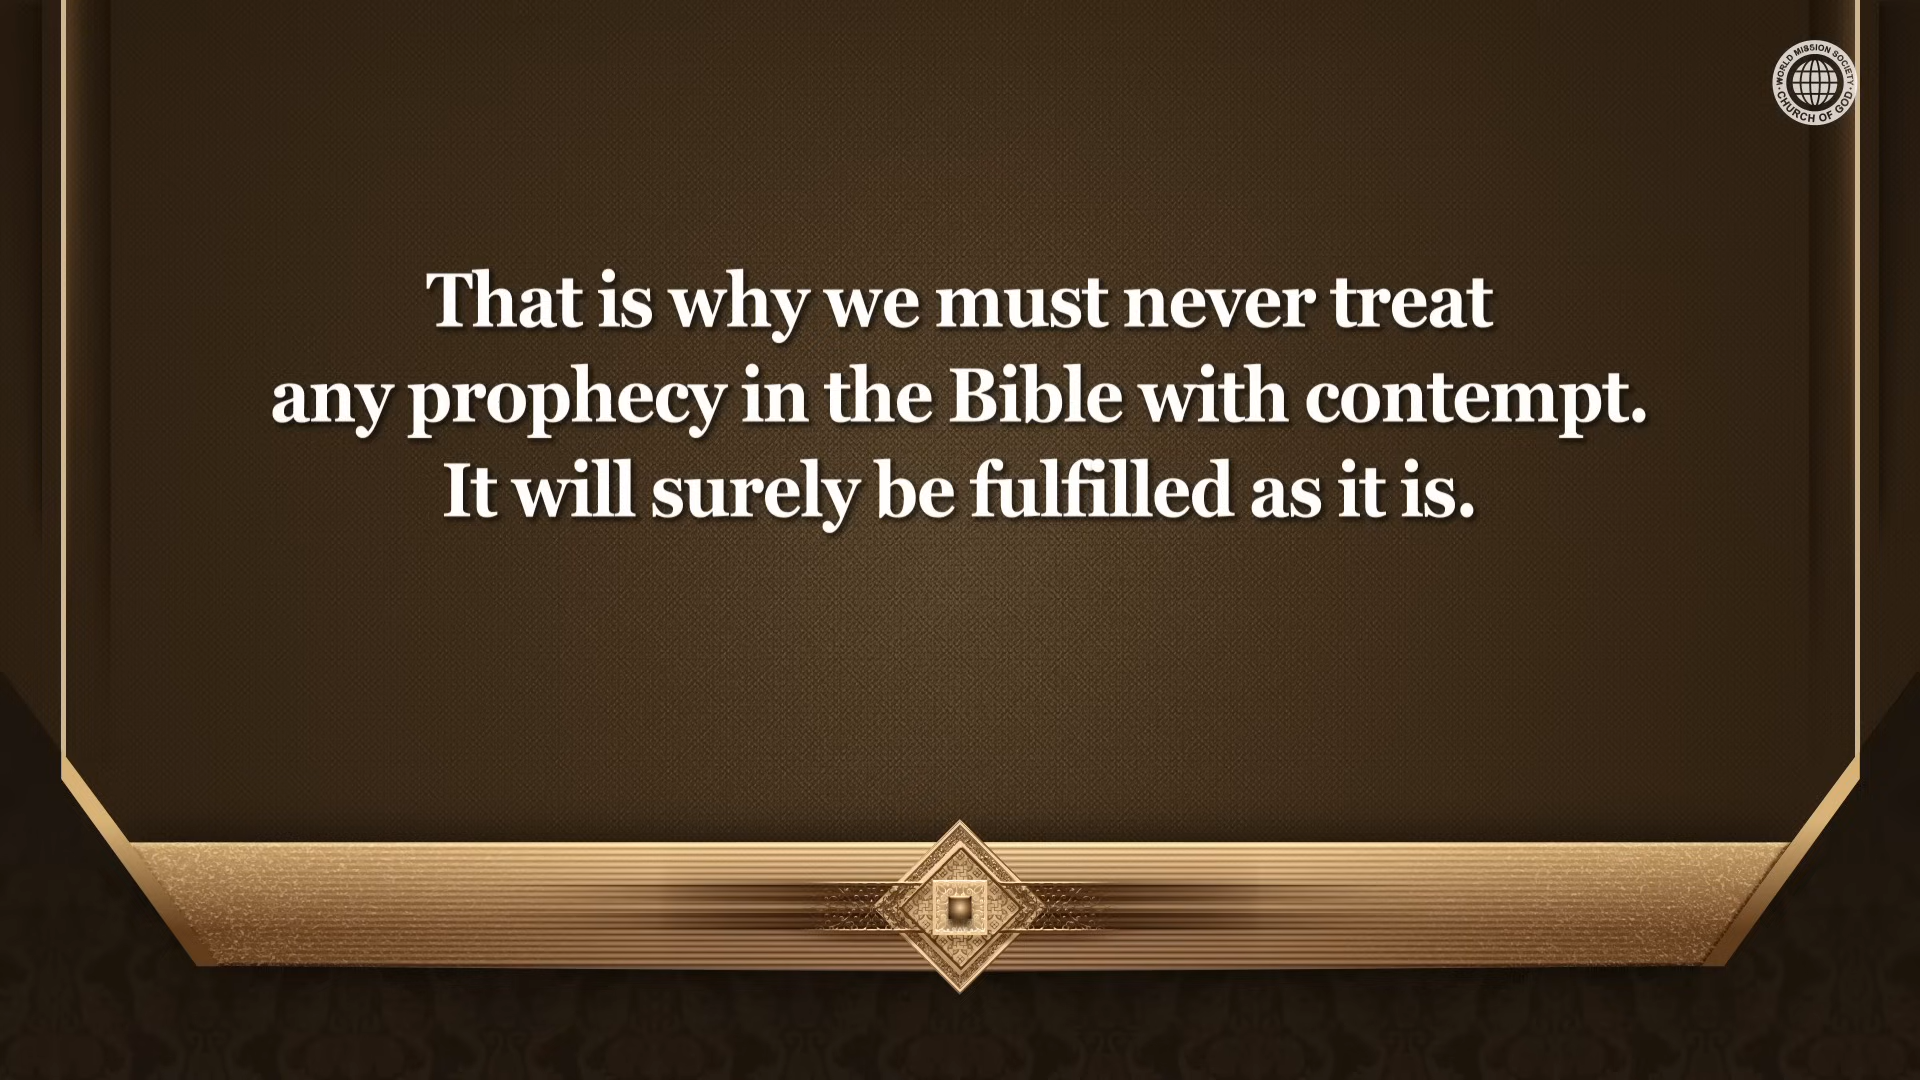 WORLD MISSION SOCIETY
CHURCH OF GOD
That is why we must never treat
any prophecy in the Bible with contempt.
It will surely be fulfilled as it is.